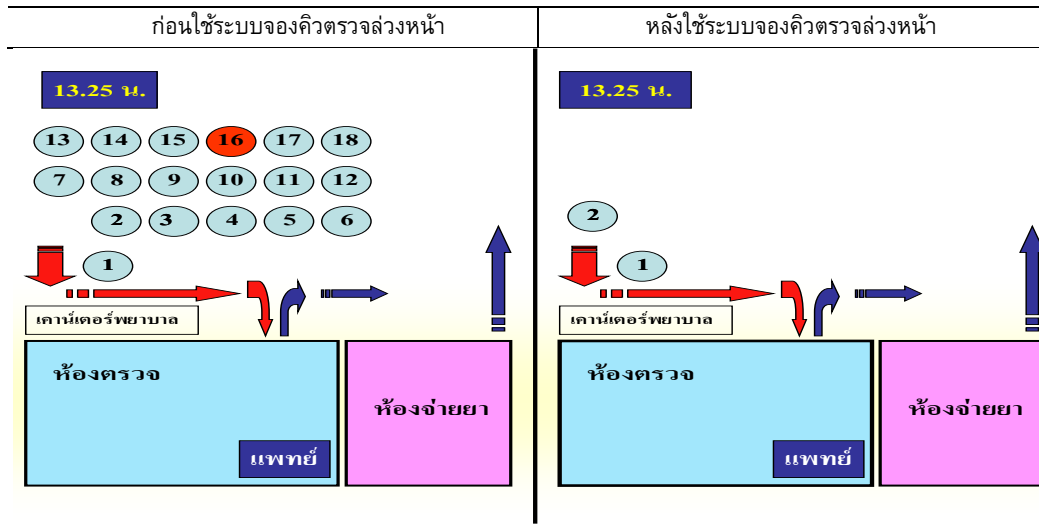 ก่อนใช้ระบบจองคิวตรวจล่วงหน้า
13.25 น.
13 14 15 16 17 18
7 8 9 10 11 12
2 3 4 5 6
1
เคาน์เตอร์พยาบาล
ห้องตรวจ
ห้องจ่ายยา
แพทย์
หลังใช้ระบบจองคิวตรวจล่วงหน้า
13.25 น.
2
1
เคาน์เตอร์พยาบาล
ห้องตรวจ
ห้องจ่ายยา
แพทย์